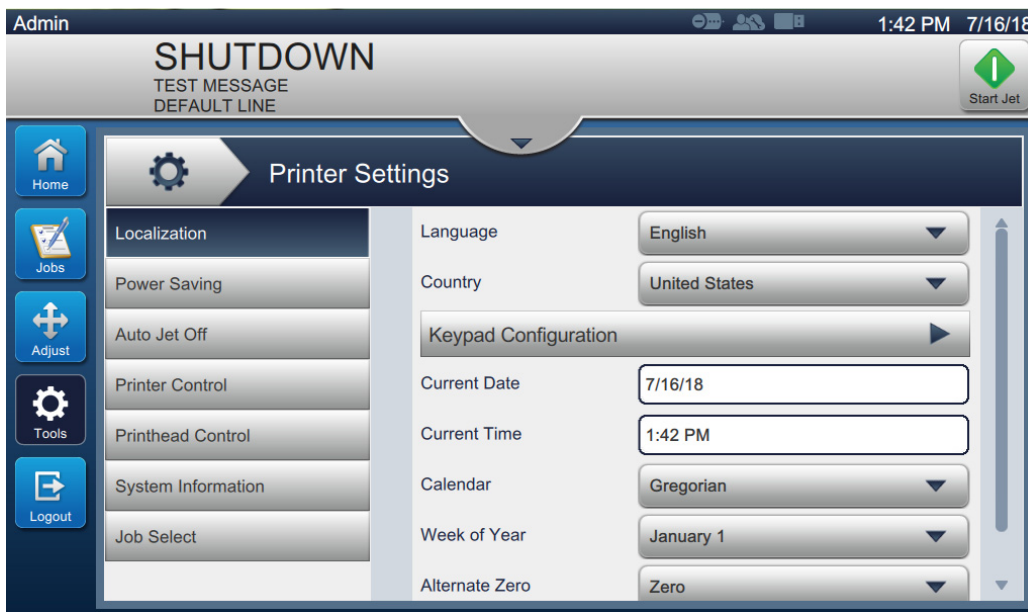 Admin
1:42 PM 7/16/18
SHUTDOWN
TEST MESSAGE
DEFAULT LINE
Start Jet
Home
Jobs
Adjust
Tools
Logout
Printer Settings
Localization
Power Saving
Auto Jet Off
Printer Control
Printhead Control
System Information
Job Select
Language English
Country United States
Keypad Configuration
Current Date 7/16/18
Current Time 1:42 PM
Calendar Gregorian
Week of Year January 1
Alternate Zero Zero